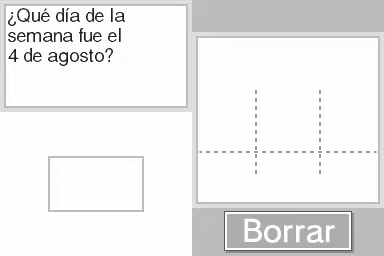 ¿Qué día de la
semana fue el
4 de agosto?
Borrar